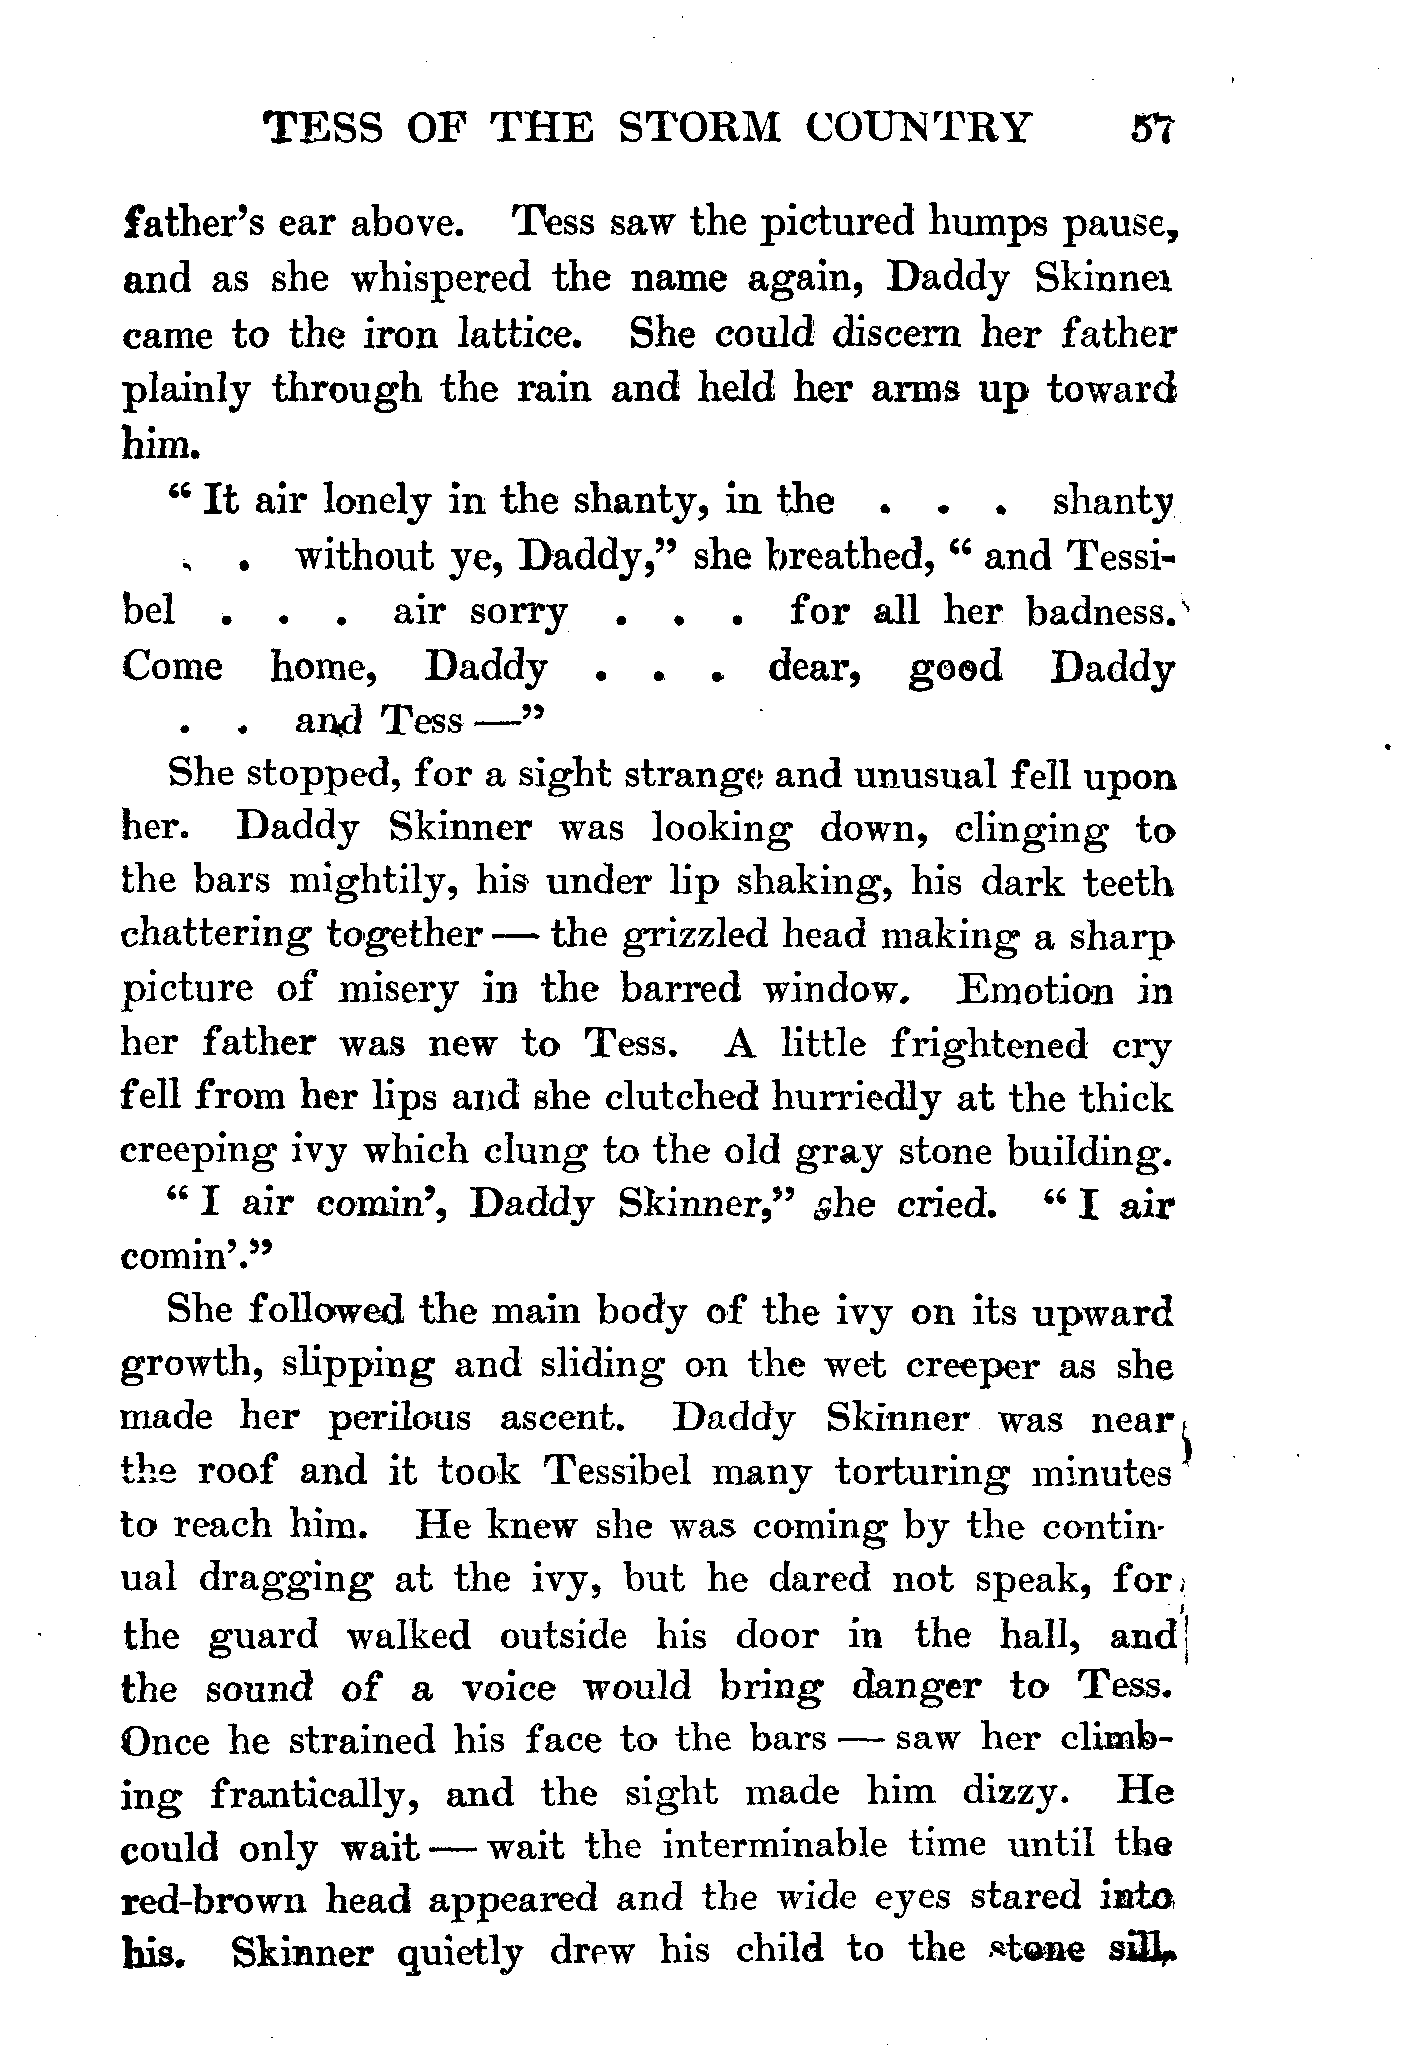 TESS OF THE STORM COUNTRY 57
father's ear above. Tess saw the pictured humps pause,
and as she whispered the name again, Daddy Skinner
came to the iron lattice. She could discern her father
plainly through the rain and held her arms up toward
him.
“ It air lonely in the shanty, in the . . . shanty
. . without ye, Daddy,” she breathed, “ and Tessi-
bel . . . air sorry . . . for all her badness.
Come home, Daddy . . . dear, good Daddy
. . and Tess —”
She stopped, for a sight strange and unusual fell upon
her. Daddy Skinner was looking down, clinging to
the bars mightily, his under lip shaking, his dark teeth
chattering together — the grizzled head making a sharp
picture of misery in the barred window. Emotion in
her father was new to Tess. A little frightened cry
fell from her lips and she clutched hurriedly at the thick
creeping ivy which clung to the old gray stone building.
“ I air comin’, Daddy Skinner,” she cried. “ I air
comin’.”
She followed the main body of the ivy on its upward
growth, slipping and sliding on the wet creeper as she
made her perilous ascent. Daddy Skinner was near
the roof and it took Tessibel many torturing minutes
to reach him. He knew she was coming by the contin-
ual dragging at the ivy, but he dared not speak, for
the guard walked outside his door in the hall, and
the sound of a voice would bring danger to Tess.
Once he strained his face to the bars — saw her climb-
ing frantically, and the sight made him dizzy. He
could only wait — wait the interminable time until the
red-brown head appeared and the wide eyes stared into
his. Skinner quietly drew his child to the stone sill,